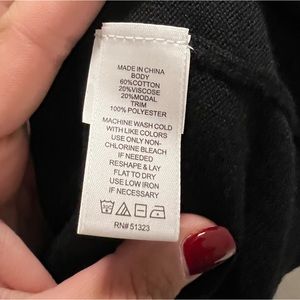 MADE IN CHINA
BODY
60%COTTON
20%VISCOSE
20%MODAL
TRIM
100%POLYESTER
MACHINE WASH COLD
WITH LIKE COLORS
USE ONLY NON-
CHLORINE BLEACH
IF NEEDED
RESHAPE & LAY
FLAT TO DRY
USE LOW IRON
IF NECESSARY
RN# 51323